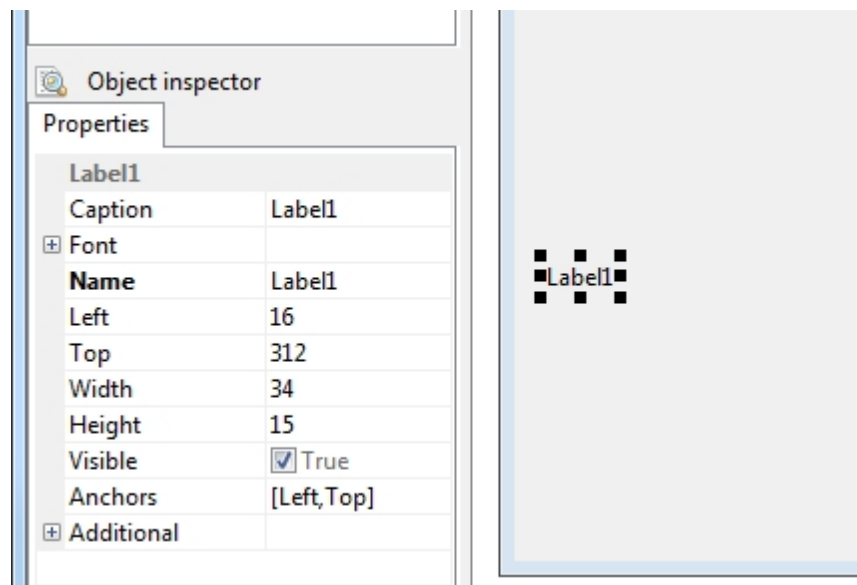 Object inspector
Properties
Label1
Caption Label1
Font
Name Label1
Left 16
Top 312
Width 34
Height 15
Visible True
Anchors [Left,Top]
Additional
Label1